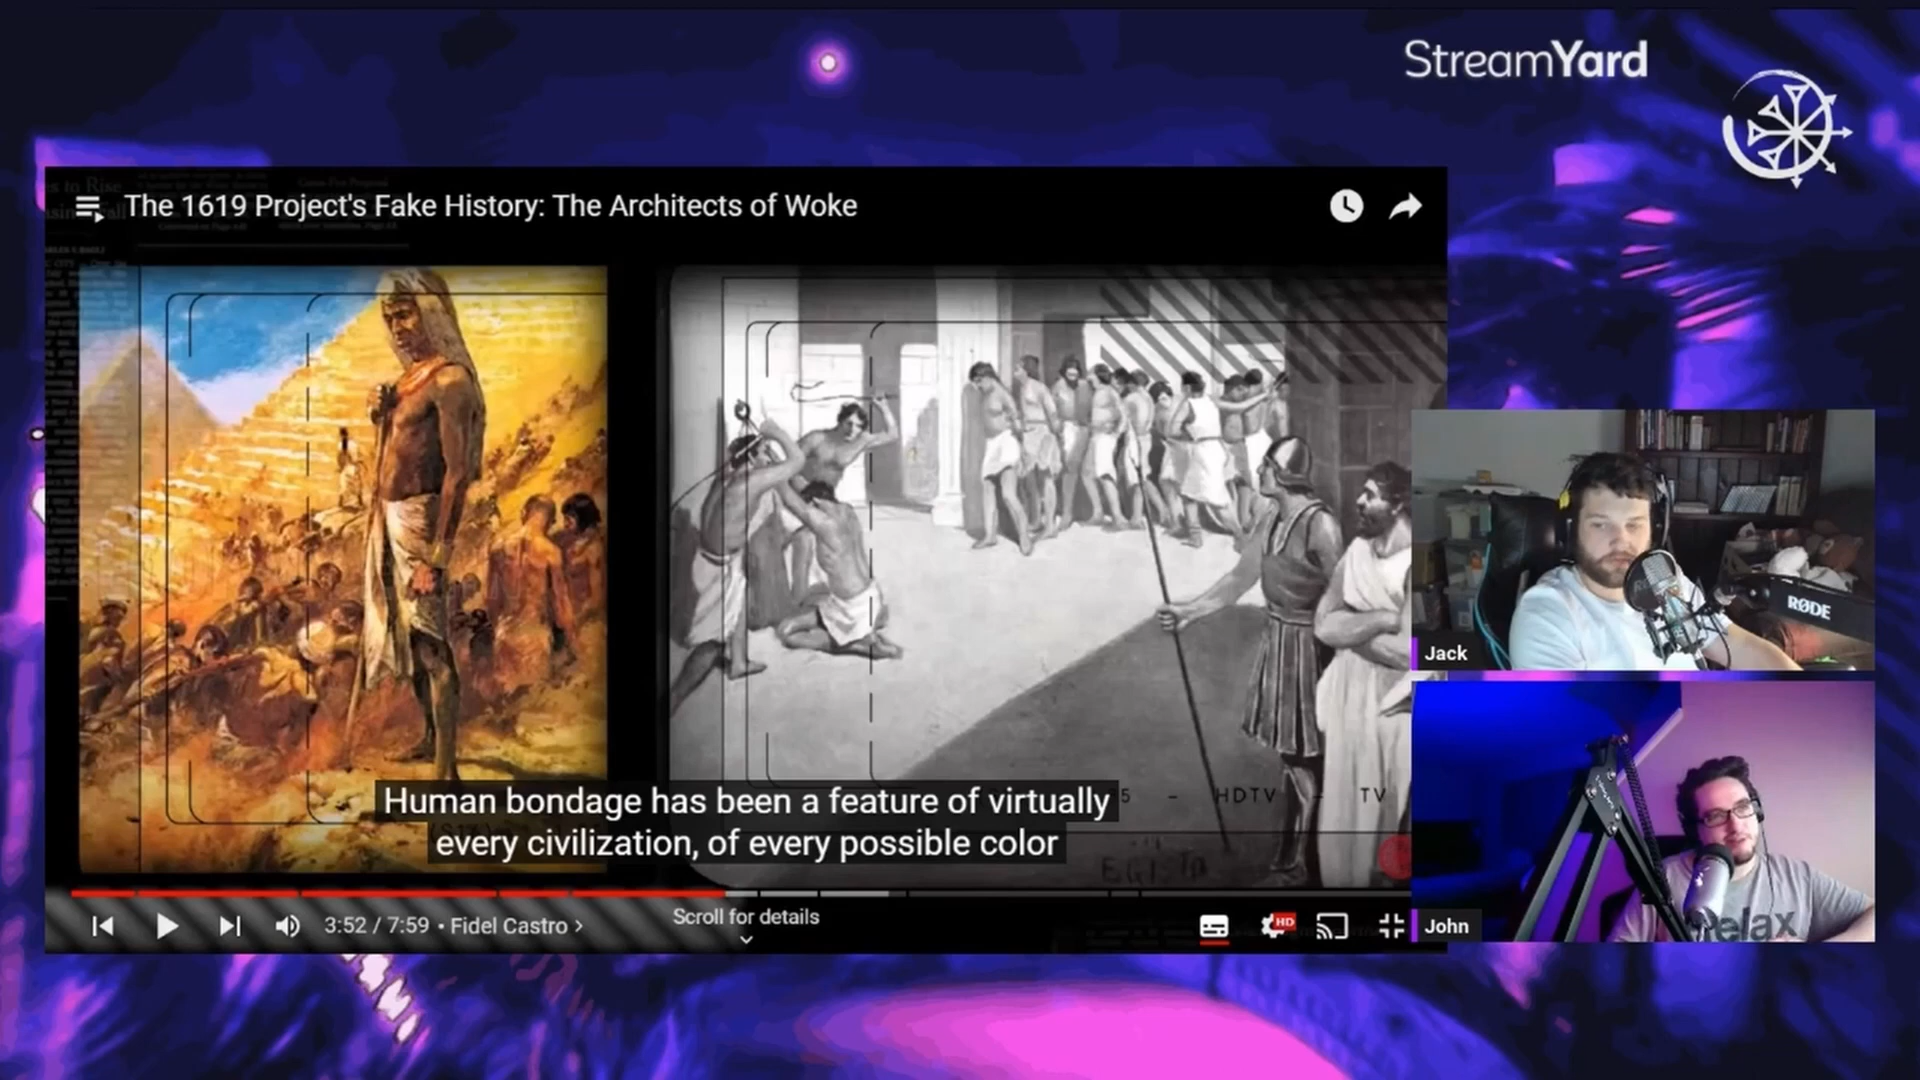 StreamYard
The 1619 Project's Fake History: The Architects of Woke
Human bondage has been a feature of virtually
every civilization, of every possible color
5 - HDTV - TV
3:52 / 7:59 • Fidel Castro
Scroll for details
HD
RØDE
Jack
elax
John